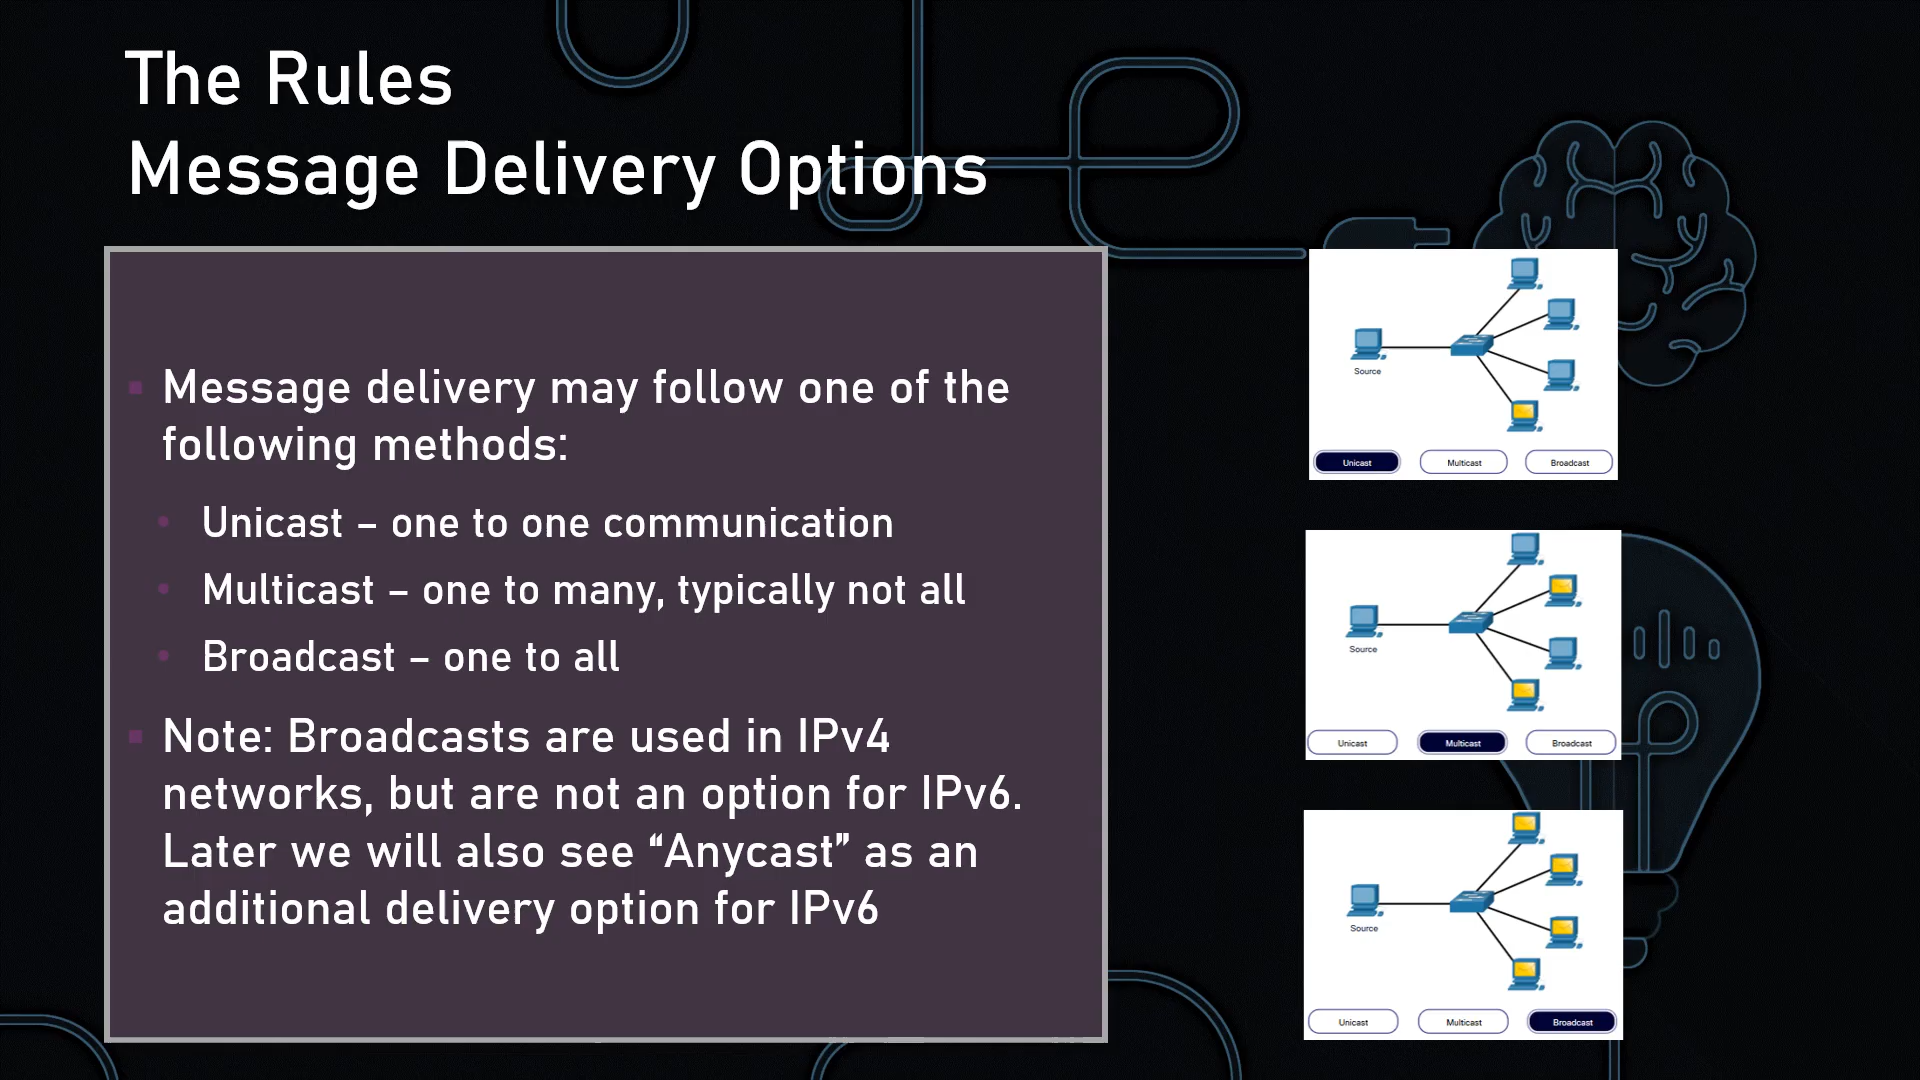 The Rules
Message Delivery Options
Message delivery may follow one of the
following methods:
Unicast – one to one communication
Multicast – one to many, typically not all
Broadcast – one to all
Note: Broadcasts are used in IPv4
networks, but are not an option for IPv6.
Later we will also see “Anycast” as an
additional delivery option for IPv6
Source
Unicast Multicast Broadcast
Source
Unicast Multicast Broadcast
Source
Unicast Multicast Broadcast